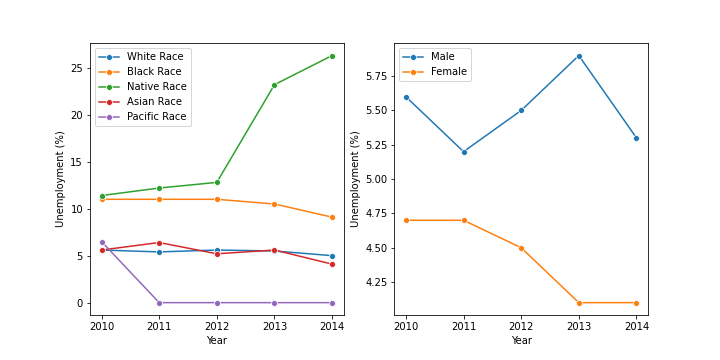 White Race
Black Race
Native Race
Asian Race
Pacific Race
25
20
15
10
5
0
Unemployment (%)
2010 2011 2012 2013 2014
Year
Male
Female
5.75
5.50
5.25
5.00
4.75
4.50
4.25
Unemployment (%)
2010 2011 2012 2013 2014
Year